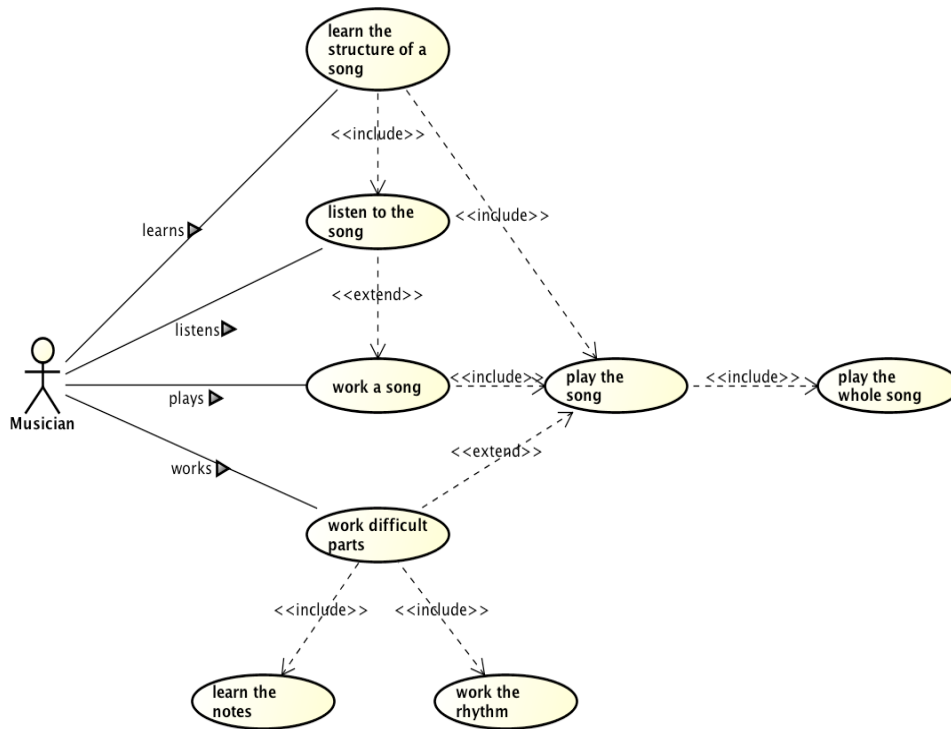 learn the
structure of a
song
<<include>>
listen to the
song
<<include>>
learns
<<extend>>
listens
work a song
<<include>>
play the
song
<<include>>
play the
whole song
plays
Musician
<<extend>>
works
work difficult
parts
<<include>>
<<include>>
learn the
notes
work the
rhythm